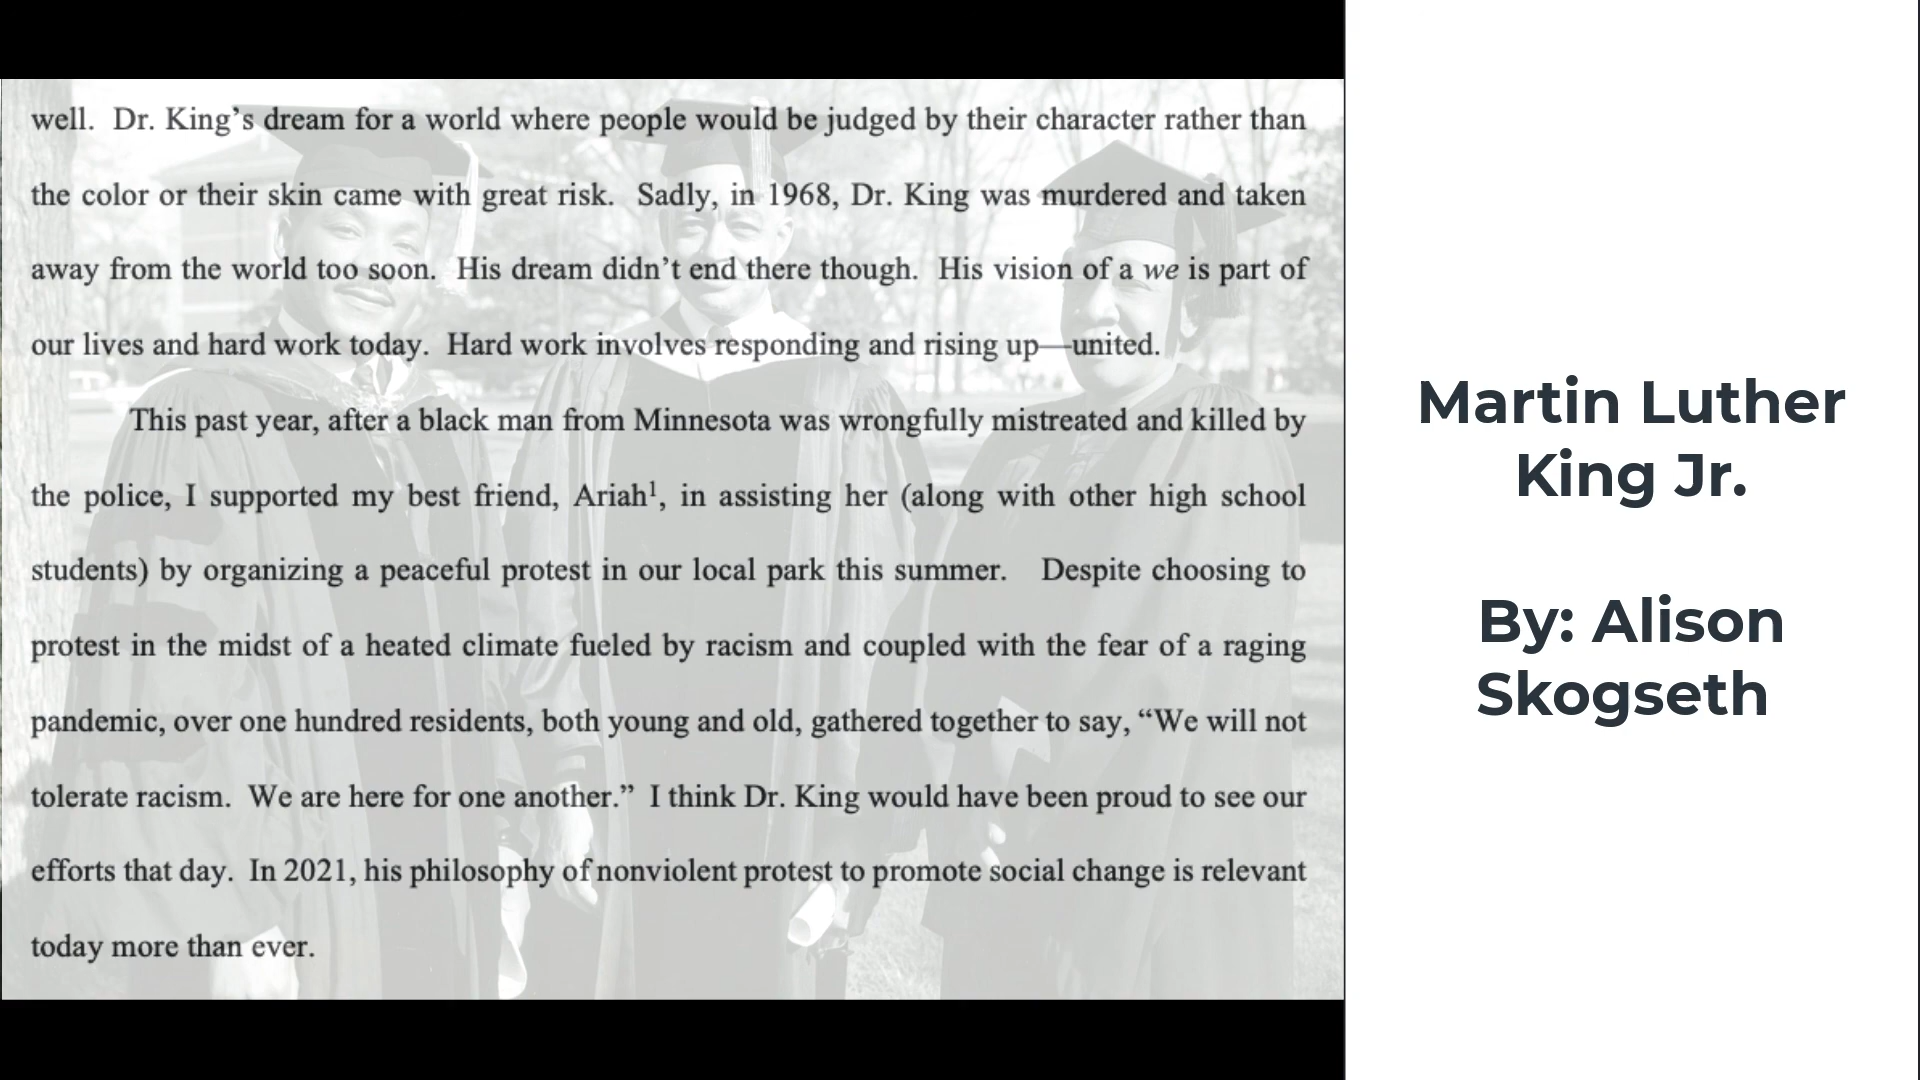 well. Dr. King’s dream for a world where people would be judged by their character rather than
the color or their skin came with great risk. Sadly, in 1968, Dr. King was murdered and taken
away from the world too soon. His dream didn’t end there though. His vision of a we is part of
our lives and hard work today. Hard work involves responding and rising up—united.
This past year, after a black man from Minnesota was wrongfully mistreated and killed by
the police, I supported my best friend, Ariah¹, in assisting her (along with other high school
students) by organizing a peaceful protest in our local park this summer. Despite choosing to
protest in the midst of a heated climate fueled by racism and coupled with the fear of a raging
pandemic, over one hundred residents, both young and old, gathered together to say, “We will not
tolerate racism. We are here for one another.” I think Dr. King would have been proud to see our
efforts that day. In 2021, his philosophy of nonviolent protest to promote social change is relevant
today more than ever.
Martin Luther
King Jr.
By: Alison
Skogseth